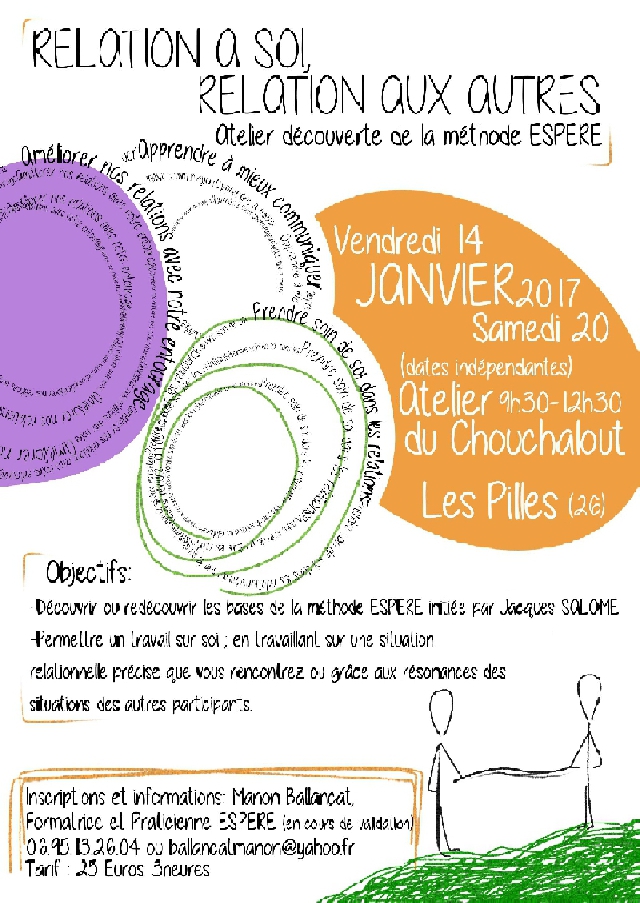 RELATION A SOI,
RELATION AUX AUTRES
Atelier découverte de la méthode ESPERE
Améliorer nos relations avec notre entourage
Apprendre à mieux communiquer
Prendre soin de soi dans les relations
Vendredi 14
JANVIER 2017
Samedi 20
(dates indépendantes)
Atelier 9h30-12h30
du Chouchalout
Les Pilles (26)
Objectifs:
-Découvrir ou redécouvrir les bases de la méthode ESPERE initiée par Jacques SALOME
-Permettre un travail sur soi ; en travaillant sur une situation
relationnelle précise que vous rencontrez ou grâce aux résonances des
situations des autres participants.
Inscriptions et informations: Manon Ballancat,
Formatrice et Praticienne ESPERE (en cours de validation)
06.95.13.26.04 ou ballancatmanon@yahoo.fr
Tarif : 25 Euros 3heures